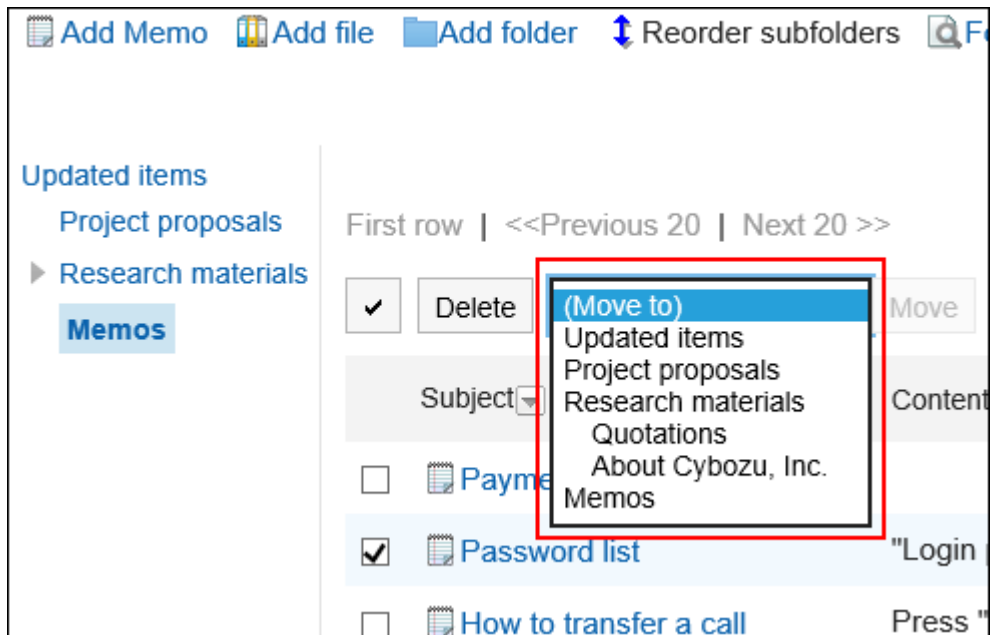 Add Memo Add file Add folder Reorder subfolders
Updated items
Project proposals
Research materials
Memos
First row | <<Previous 20 | Next 20 >>
Delete
Move
(Move to)
Updated items
Project proposals
Research materials
Quotations
About Cybozu, Inc.
Memos
Subject
Content
Password list "Login
How to transfer a call Press "